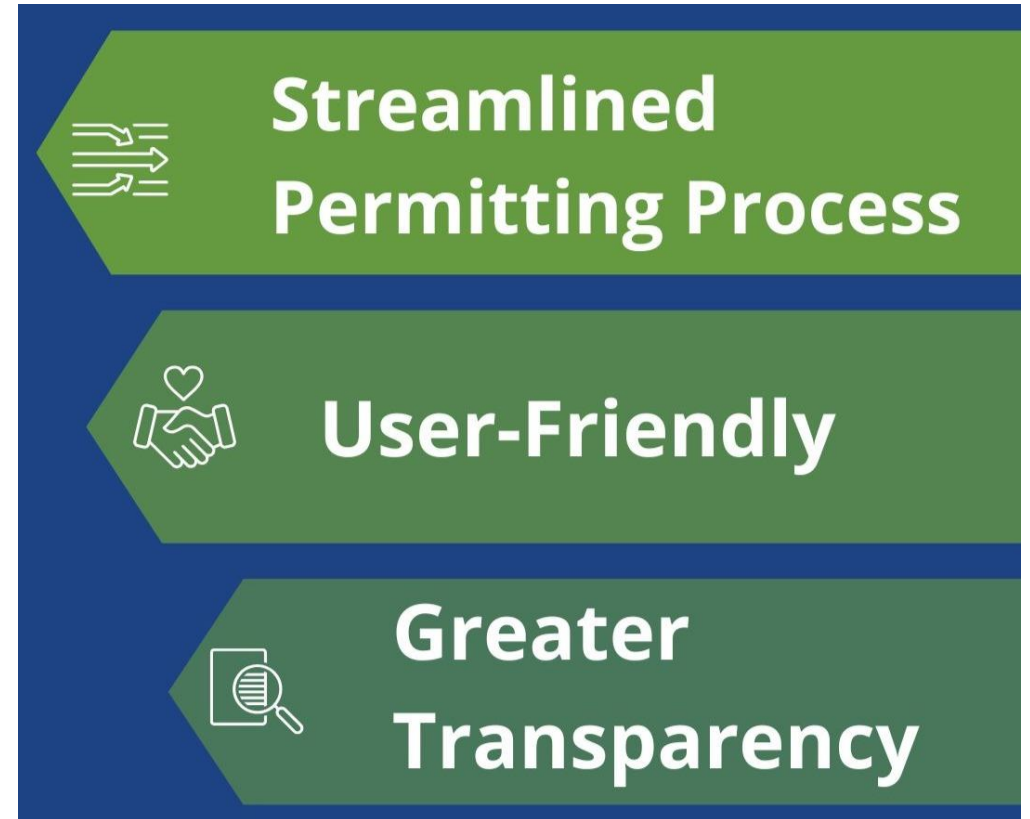 Streamlined
Permitting Process
User-Friendly
Greater
Transparency